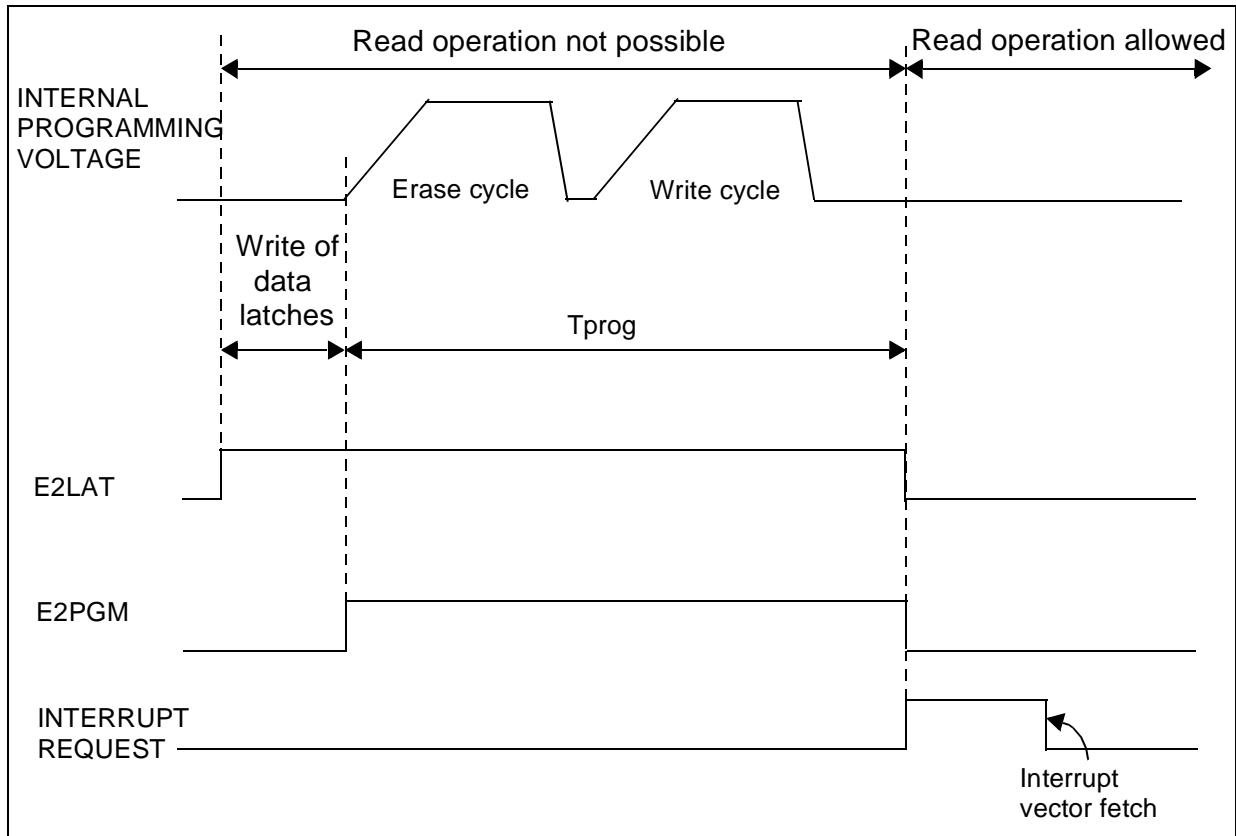 Read operation not possible
Read operation allowed
INTERNAL
PROGRAMMING
VOLTAGE
Erase cycle
Write cycle
Write of
data
latches
Tprog
E2LAT
E2PGM
INTERRUPT
REQUEST
Interrupt
vector fetch